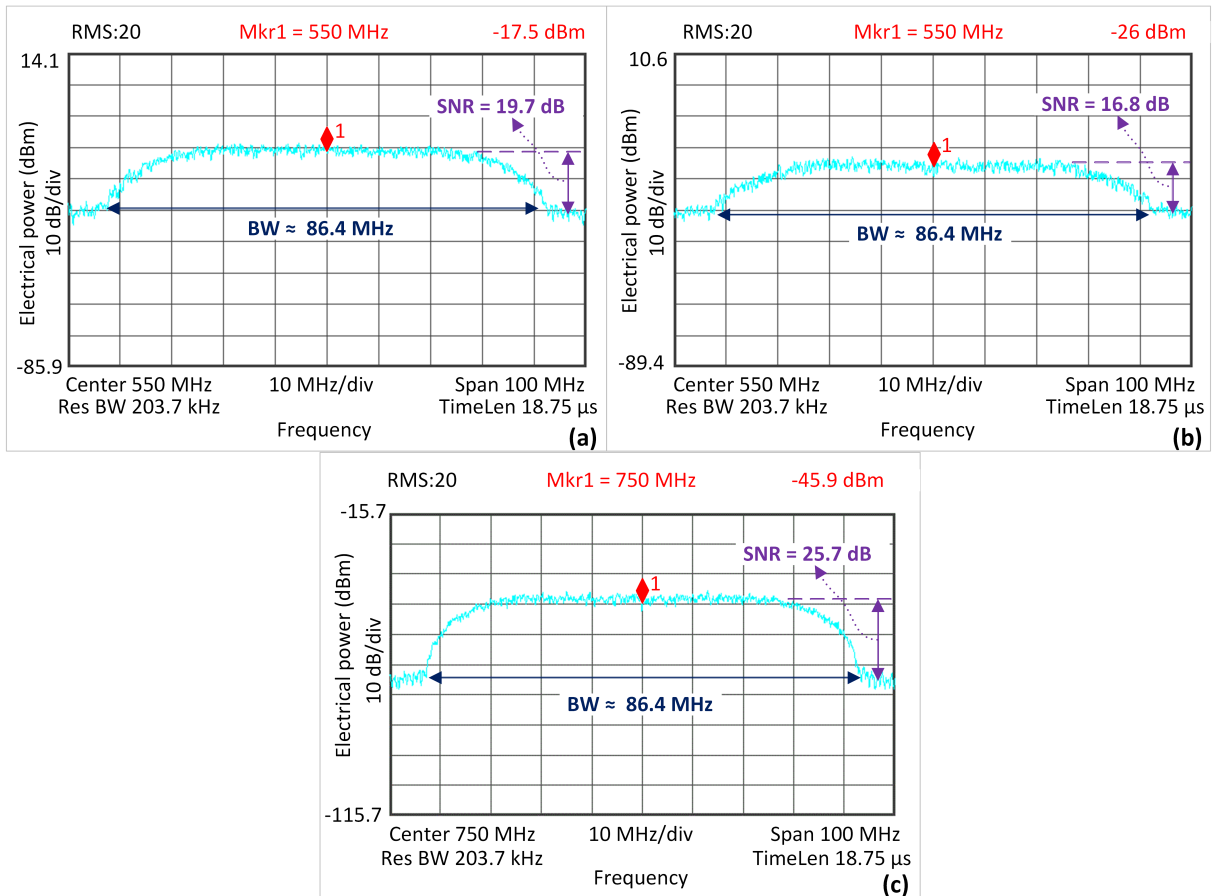 RMS:20 Mkr1 = 550 MHz -17.5 dBm
14.1
SNR = 19.7 dB
1
Electrical power (dBm)
10 dB/div
BW ≈ 86.4 MHz
-85.9
Center 550 MHz 10 MHz/div Span 100 MHz
Res BW 203.7 kHz TimeLen 18.75 µs
Frequency
(a)
RMS:20 Mkr1 = 550 MHz -26 dBm
10.6
SNR = 16.8 dB
1
Electrical power (dBm)
10 dB/div
BW ≈ 86.4 MHz
-89.4
Center 550 MHz 10 MHz/div Span 100 MHz
Res BW 203.7 kHz TimeLen 18.75 µs
Frequency
(b)
RMS:20 Mkr1 = 750 MHz -45.9 dBm
-15.7
SNR = 25.7 dB
1
Electrical power (dBm)
10 dB/div
BW ≈ 86.4 MHz
-115.7
Center 750 MHz 10 MHz/div Span 100 MHz
Res BW 203.7 kHz TimeLen 18.75 µs
Frequency
(c)